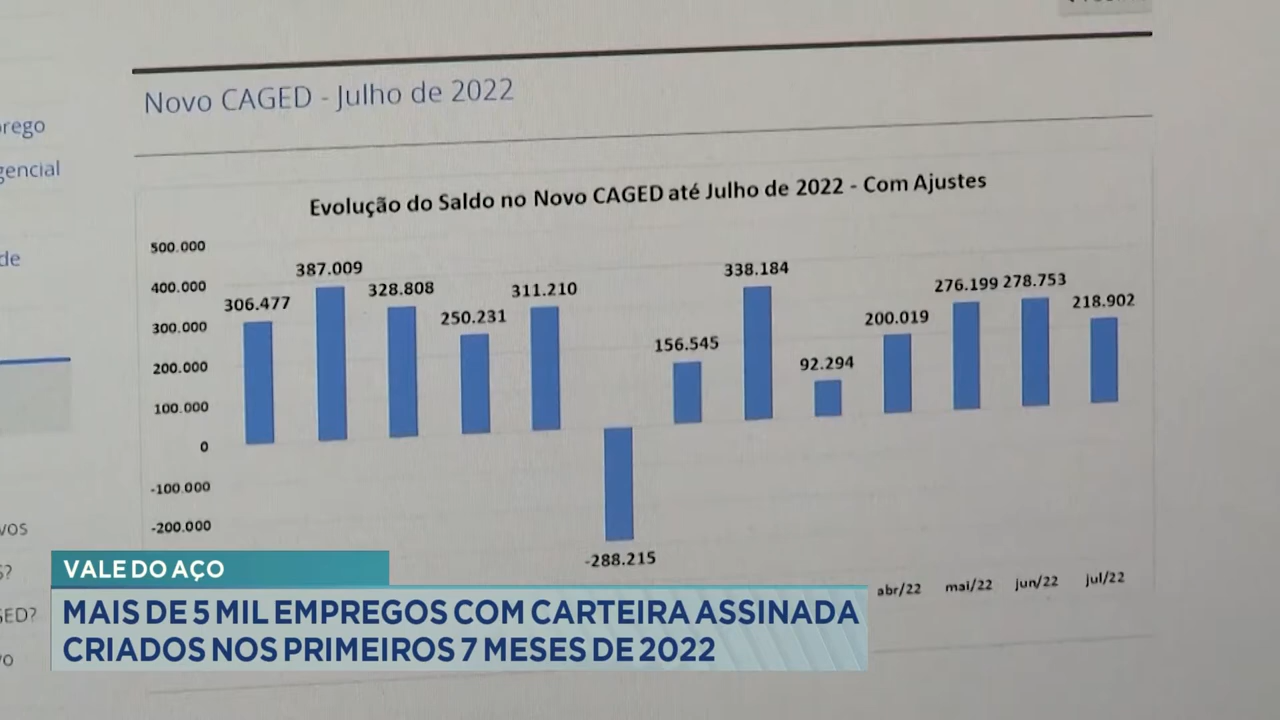 Novo CAGED - Julho de 2022
gencial
de
Evolução do Saldo no Novo CAGED até Julho de 2022 - Com Ajustes
500.000
400.000
300.000
200.000
100.000
0
-100.000
-200.000
306.477
387.009
328.808
250.231
311.210
-288.215
156.545
338.184
92.294
200.019
276.199
278.753
218.902
abr/22
mai/22
jun/22
jul/22
VALE DO AÇO
MAIS DE 5 MIL EMPREGOS COM CARTEIRA ASSINADA
CRIADOS NOS PRIMEIROS 7 MESES DE 2022